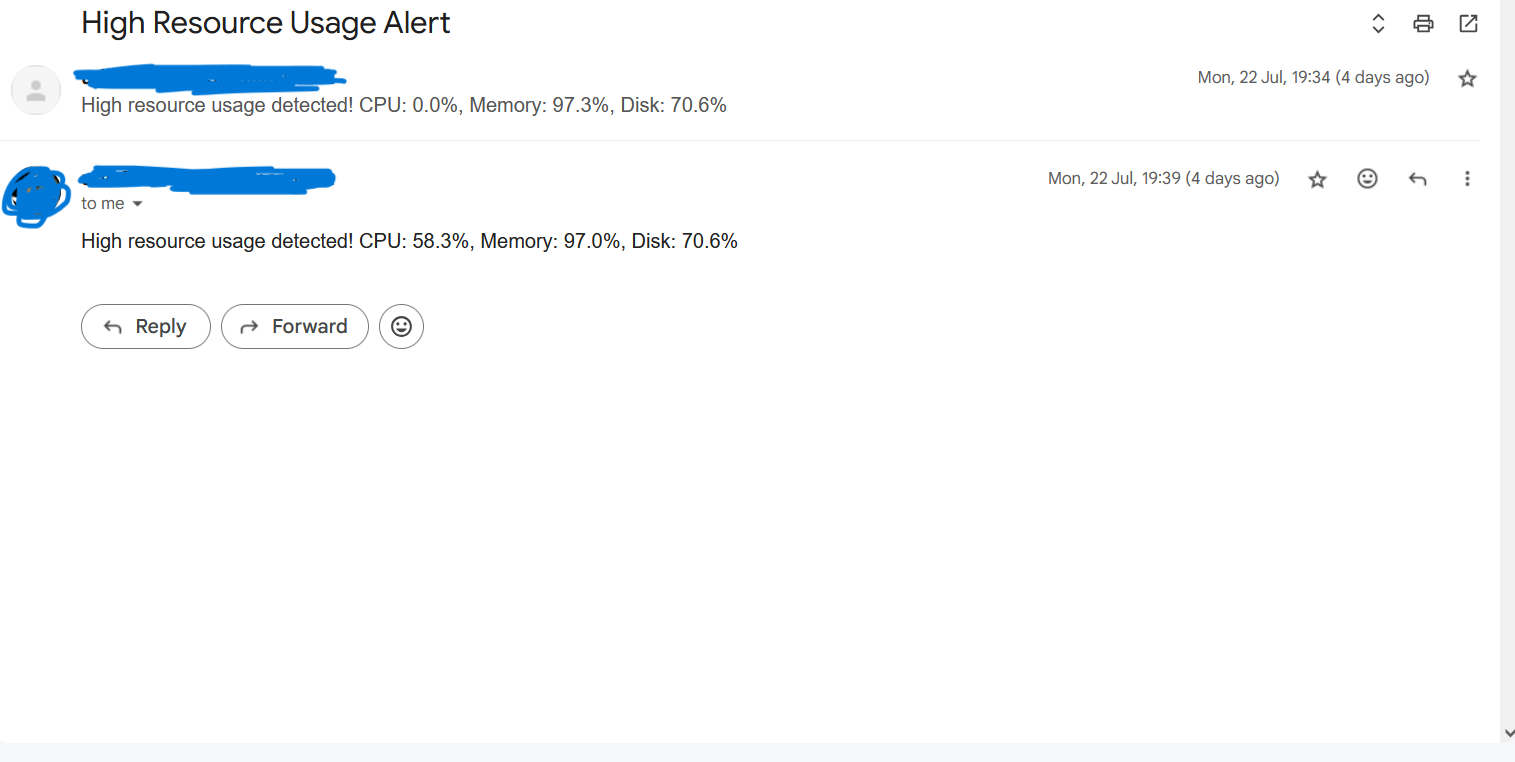 High Resource Usage Alert
Mon, 22 Jul, 19:34 (4 days ago)
High resource usage detected! CPU: 0.0%, Memory: 97.3%, Disk: 70.6%
Mon, 22 Jul, 19:39 (4 days ago)
to me
High resource usage detected! CPU: 58.3%, Memory: 97.0%, Disk: 70.6%
Reply
Forward